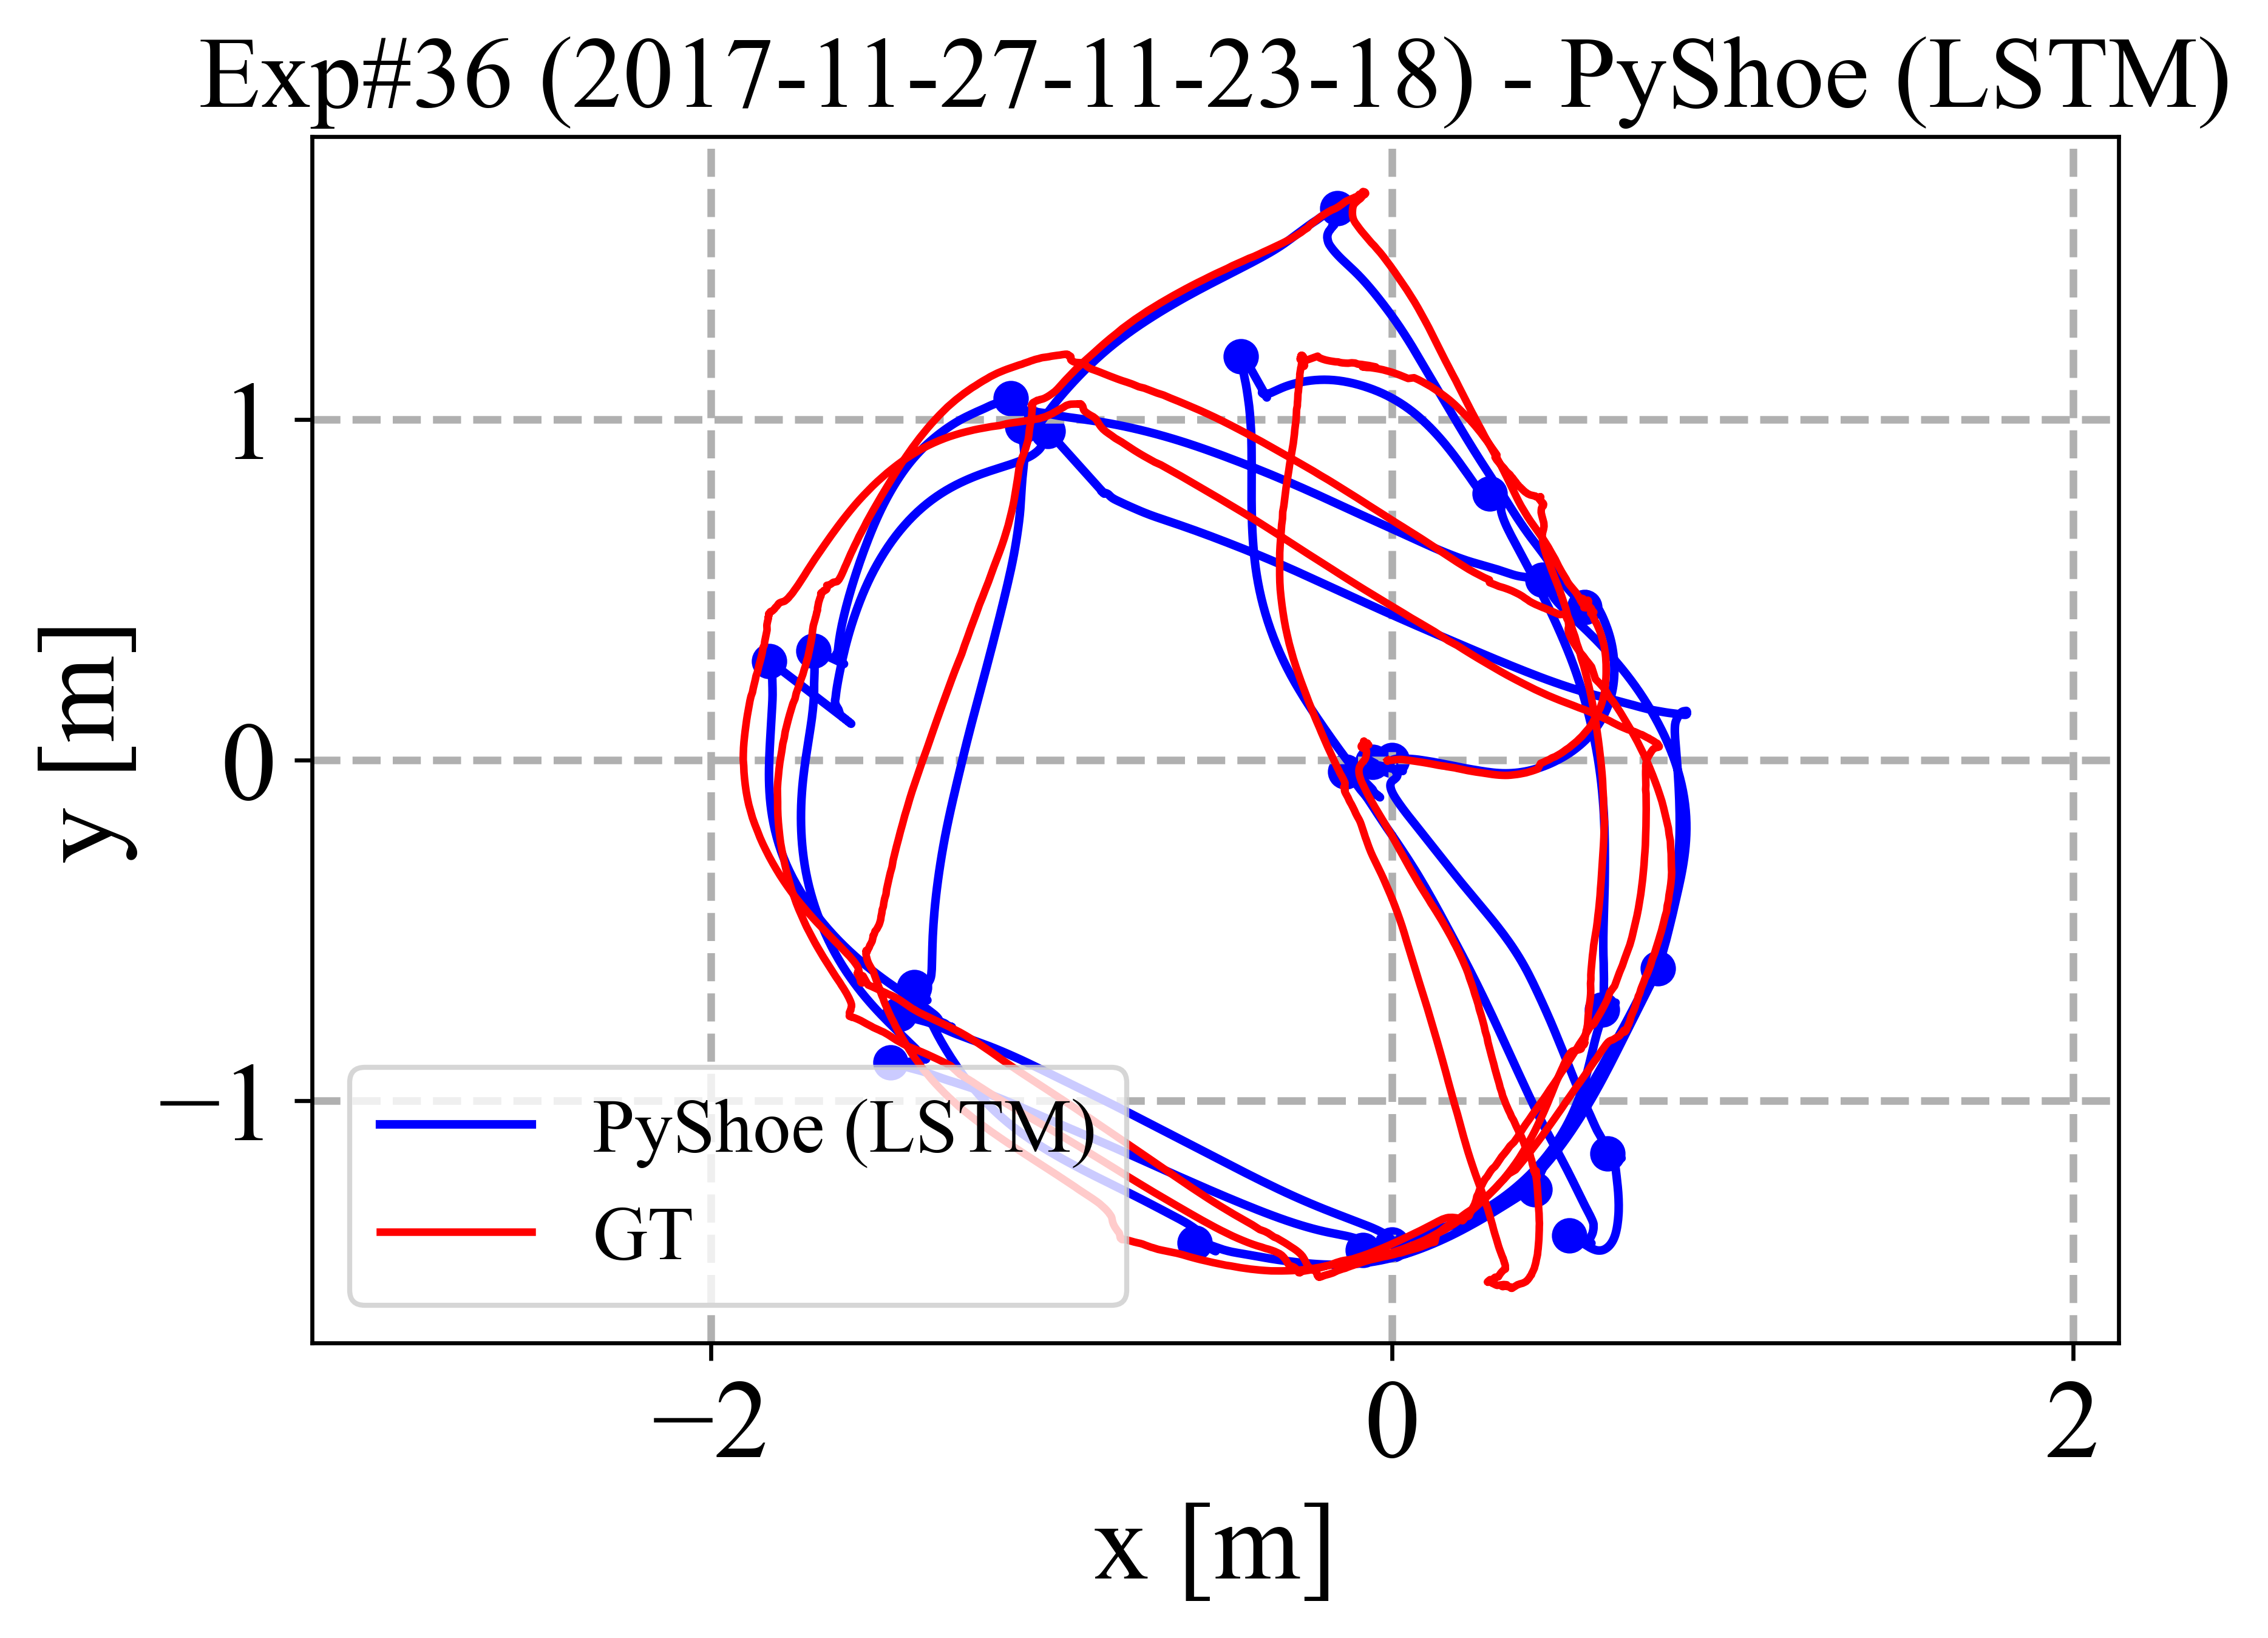 Exp#36 (2017-11-27-11-23-18) - PyShoe (LSTM)
y [m]
1
0
−1
PyShoe (LSTM)
GT
−2
0
2
x [m]